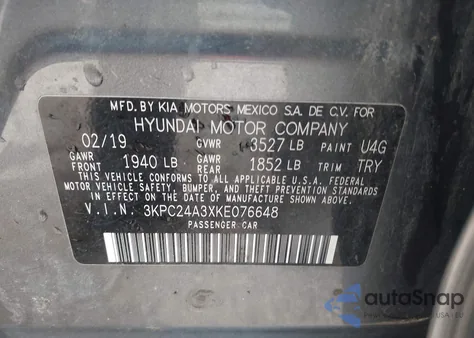 MFD. BY KIA MOTORS MEXICO S.A. DE C.V. FOR
HYUNDAI MOTOR COMPANY
02/19 GVWR 3527 LB PAINT U4G
GAWR FRONT 1940 LB GAWR REAR 1852 LB TRIM TRY
THIS VEHICLE CONFORMS TO ALL APPLICABLE U.S.A. FEDERAL
MOTOR VEHICLE SAFETY, BUMPER, AND THEFT PREVENTION STANDARDS
IN EFFECT ON THE DATE OF MANUFACTURE SHOWN ABOVE.
V.I.N. 3KPC24A3XKE076648
PASSENGER CAR
autoSnap